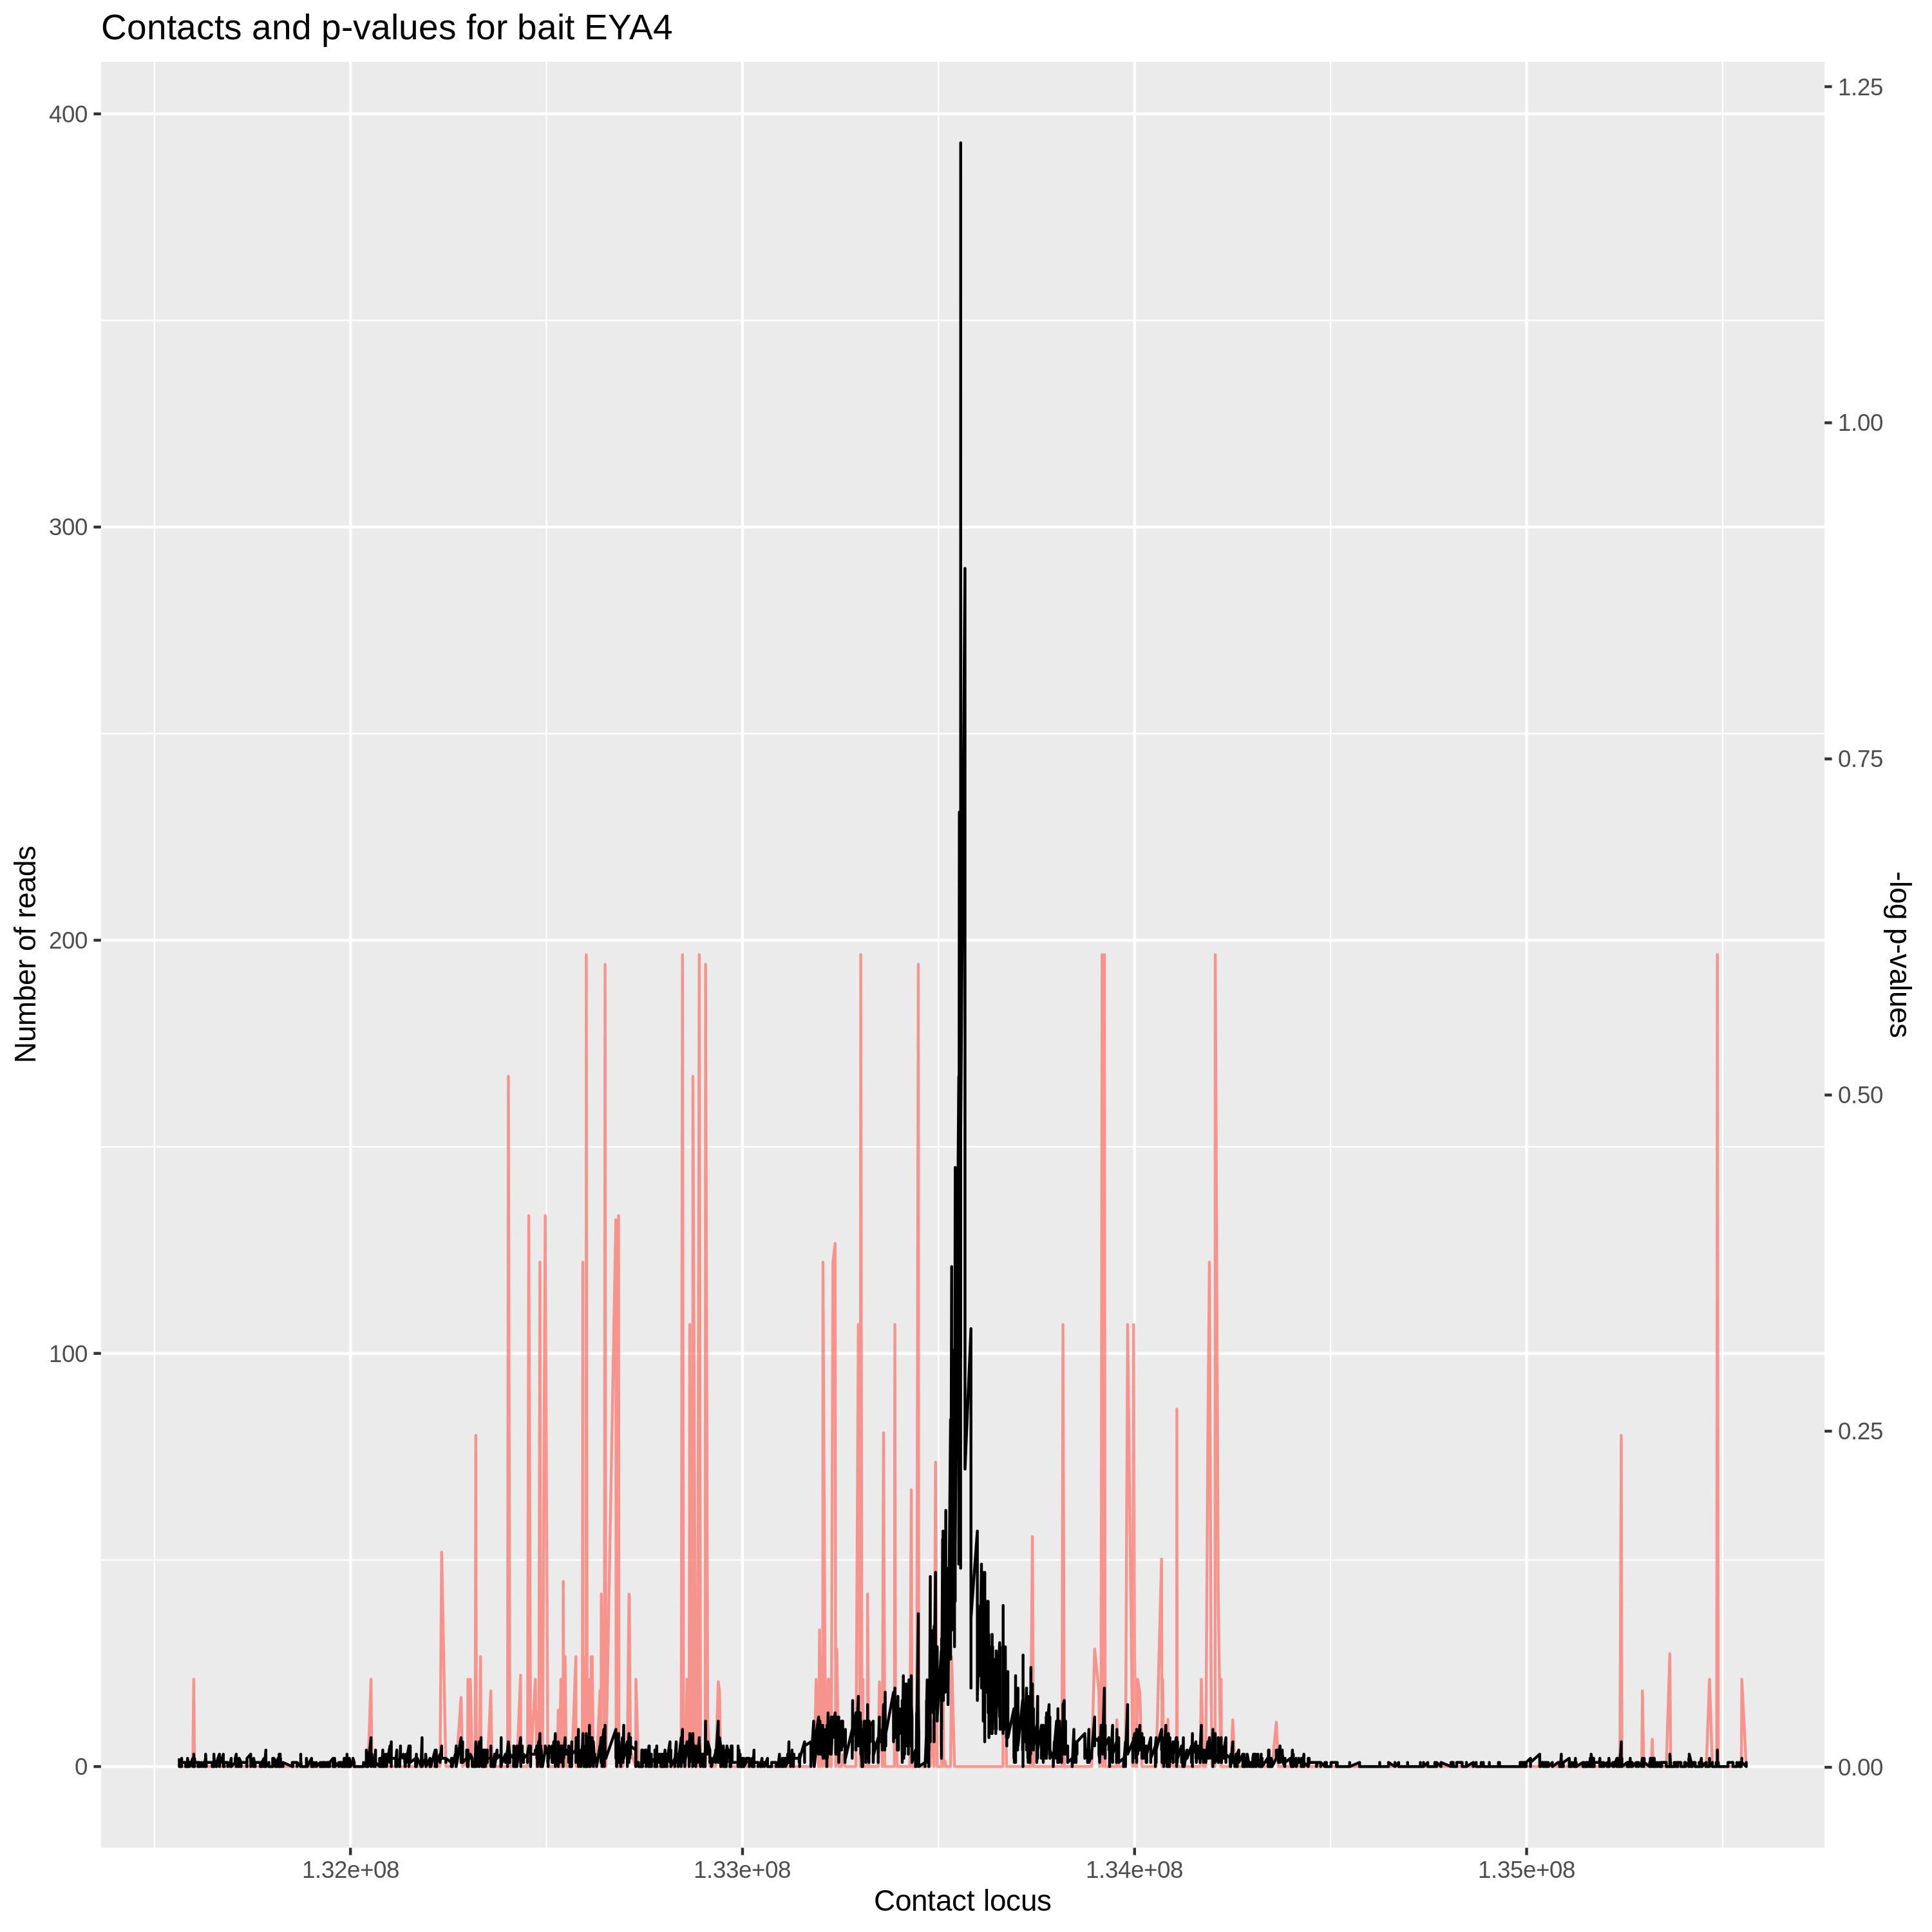 Contacts and p-values for bait EYA4
400
300
200
100
0
Number of reads
1.25
1.00
0.75
0.50
0.25
0.00
-log p-values
1.32e+08
1.33e+08
1.34e+08
1.35e+08
Contact locus